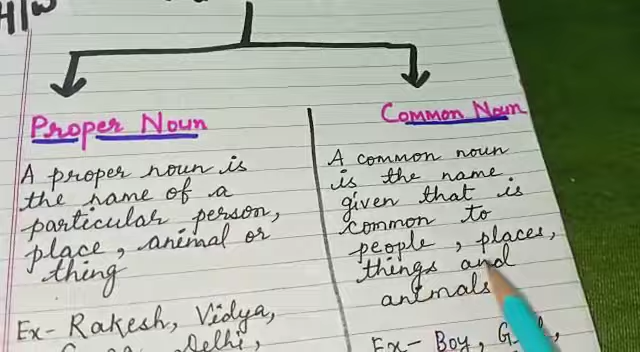 H/W
Proper Noun
A proper noun is
the name of a
particular person,
place, animal or
thing
Ex- Rakesh, Vidya,
Delhi,
Common Noun
A common noun
is the name
given that is
common to
people, places,
things and
animals
Ex- Boy,